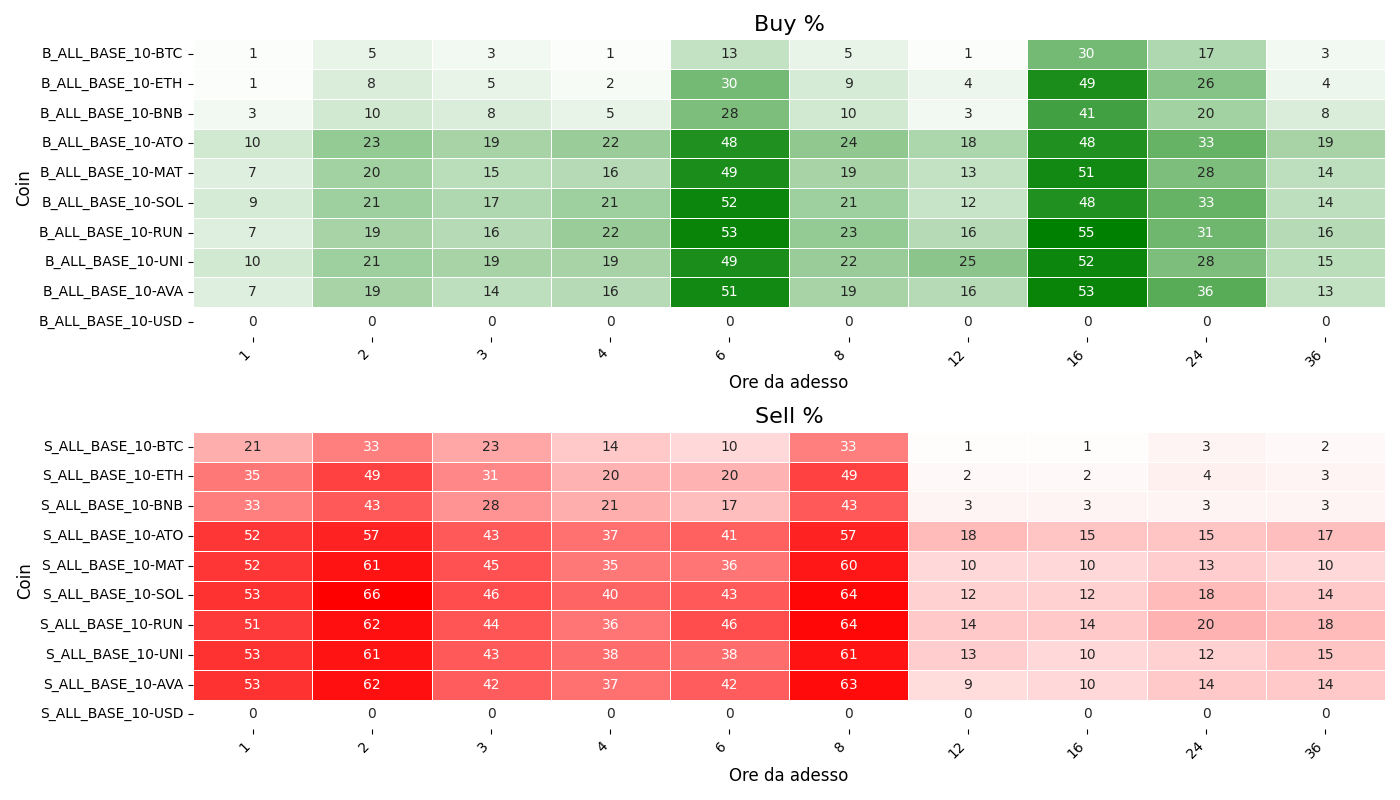 Buy %
Coin
B_ALL_BASE_10-BTC 1 5 3 1 13 5 1 30 17 3
B_ALL_BASE_10-ETH 1 8 5 2 30 9 4 49 26 4
B_ALL_BASE_10-BNB 3 10 8 5 28 10 3 41 20 8
B_ALL_BASE_10-ATO 10 23 19 22 48 24 18 48 33 19
B_ALL_BASE_10-MAT 7 20 15 16 49 19 13 51 28 14
B_ALL_BASE_10-SOL 9 21 17 21 52 21 12 48 33 14
B_ALL_BASE_10-RUN 7 19 16 22 53 23 16 55 31 16
B_ALL_BASE_10-UNI 10 21 19 19 49 22 25 52 28 15
B_ALL_BASE_10-AVA 7 19 14 16 51 19 16 53 36 13
B_ALL_BASE_10-USD 0 0 0 0 0 0 0 0 0 0
1 2 3 4 6 8 12 16 24 36
Ore da adesso
Sell %
Coin
S_ALL_BASE_10-BTC 21 33 23 14 10 33 1 1 3 2
S_ALL_BASE_10-ETH 35 49 31 20 20 49 2 2 4 3
S_ALL_BASE_10-BNB 33 43 28 21 17 43 3 3 3 3
S_ALL_BASE_10-ATO 52 57 43 37 41 57 18 15 15 17
S_ALL_BASE_10-MAT 52 61 45 35 36 60 10 10 13 10
S_ALL_BASE_10-SOL 53 66 46 40 43 64 12 12 18 14
S_ALL_BASE_10-RUN 51 62 44 36 46 64 14 14 20 18
S_ALL_BASE_10-UNI 53 61 43 38 38 61 13 10 12 15
S_ALL_BASE_10-AVA 53 62 42 37 42 63 9 10 14 14
S_ALL_BASE_10-USD 0 0 0 0 0 0 0 0 0 0
1 2 3 4 6 8 12 16 24 36
Ore da adesso